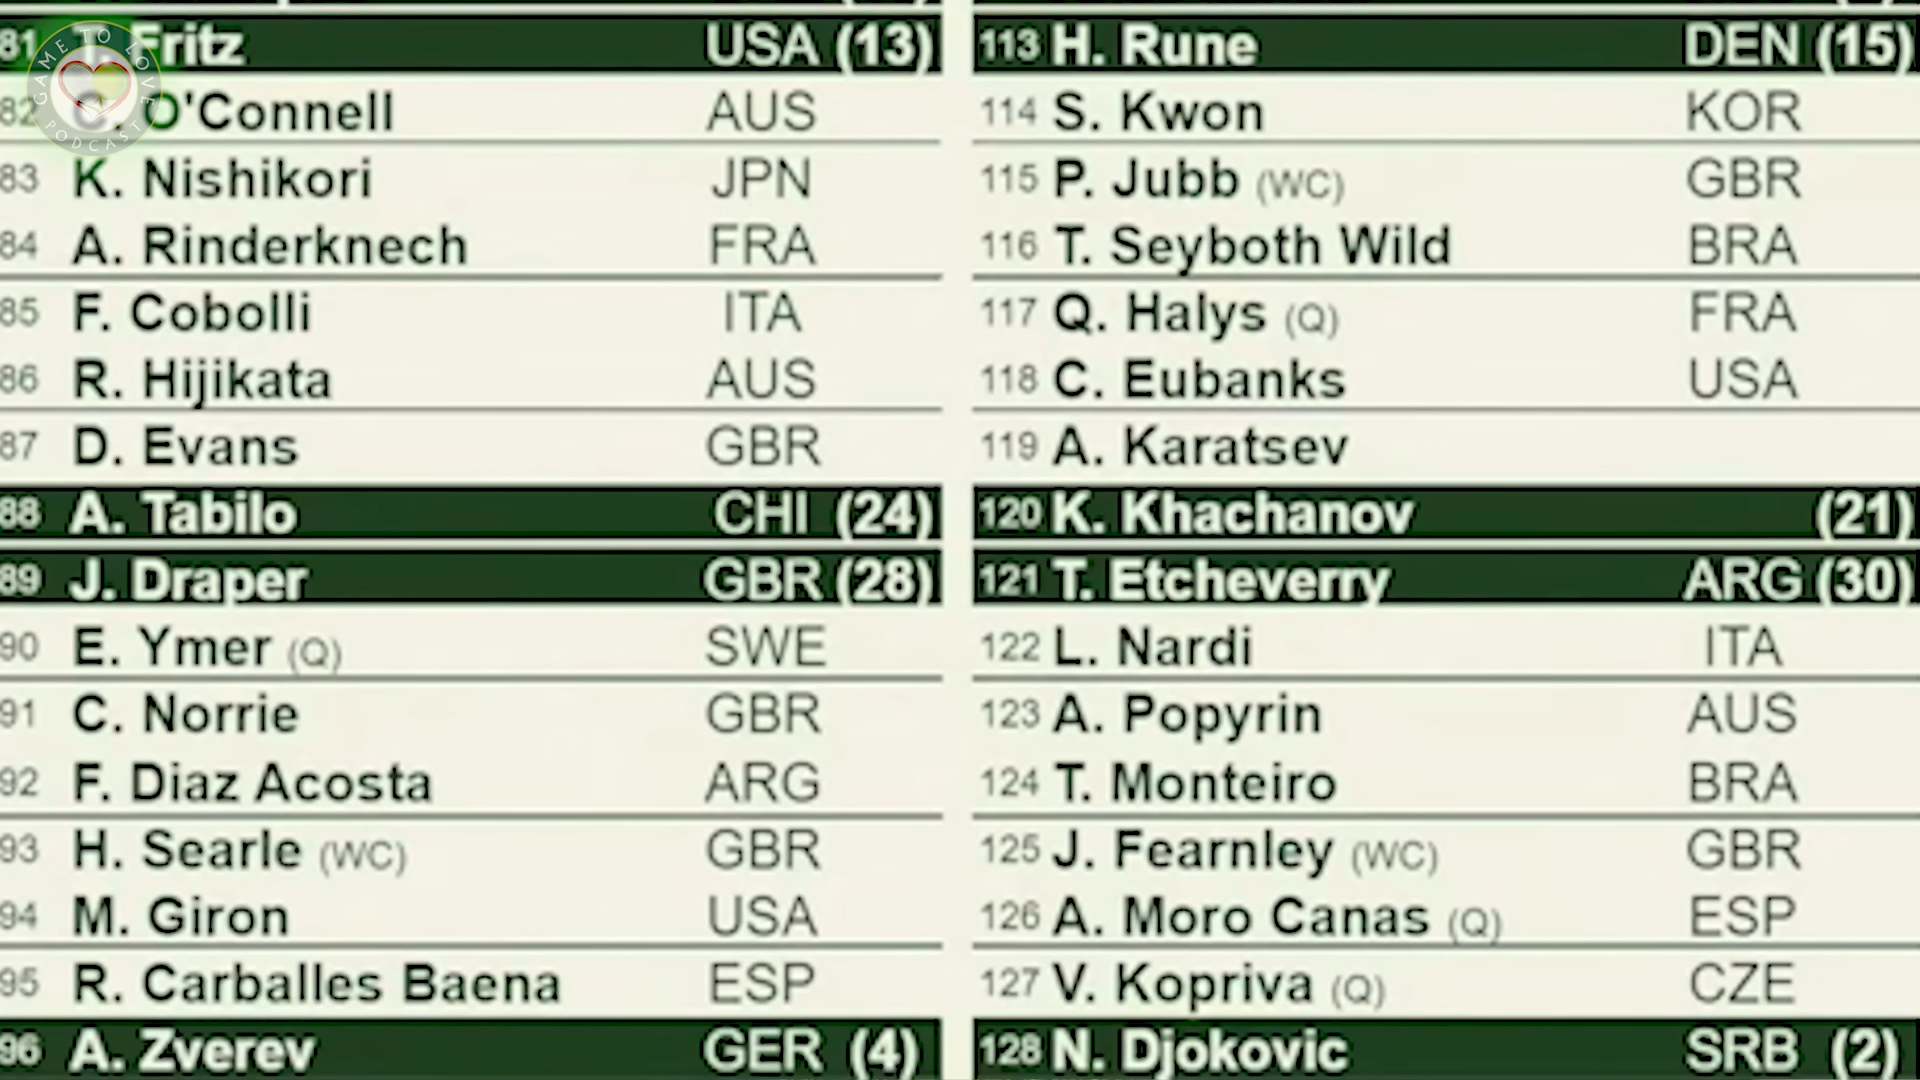 81 T. Fritz USA (13)
82 C. O'Connell AUS
83 K. Nishikori JPN
84 A. Rinderknech FRA
85 F. Cobolli ITA
86 R. Hijikata AUS
87 D. Evans GBR
88 A. Tabilo CHI (24)
89 J. Draper GBR (28)
90 E. Ymer (Q) SWE
91 C. Norrie GBR
92 F. Diaz Acosta ARG
93 H. Searle (WC) GBR
94 M. Giron USA
95 R. Carballes Baena ESP
96 A. Zverev GER (4)
113 H. Rune DEN (15)
114 S. Kwon KOR
115 P. Jubb (WC) GBR
116 T. Seyboth Wild BRA
117 Q. Halys (Q) FRA
118 C. Eubanks USA
119 A. Karatsev
120 K. Khachanov (21)
121 T. Etcheverry ARG (30)
122 L. Nardi ITA
123 A. Popyrin AUS
124 T. Monteiro BRA
125 J. Fearnley (WC) GBR
126 A. Moro Canas (Q) ESP
127 V. Kopriva (Q) CZE
128 N. Djokovic SRB (2)
GAME TO LOVE PODCAST